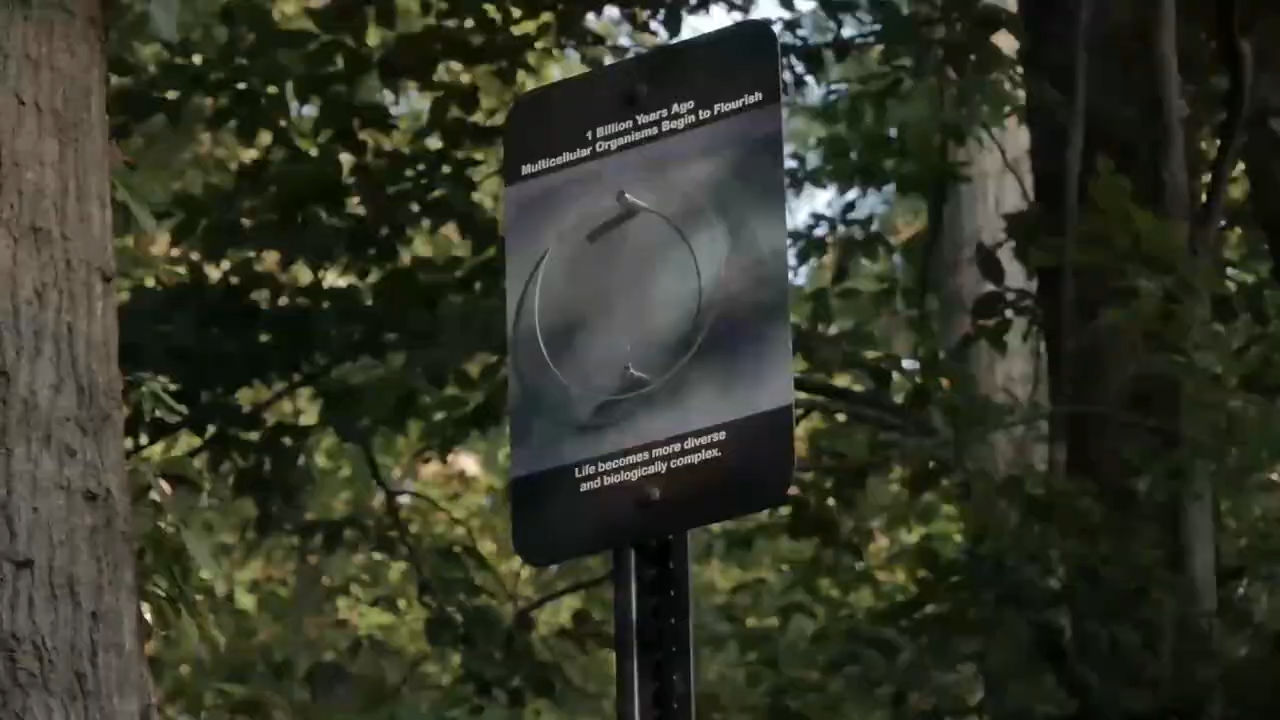 1 Billion Years Ago
Multicellular Organisms Begin to Flourish
Life becomes more diverse
and biologically complex.